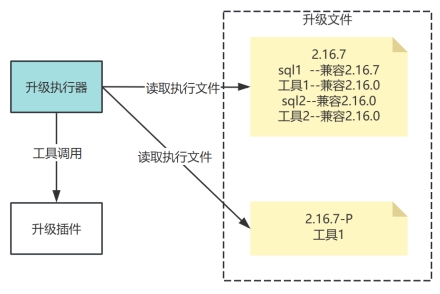 升级文件
2.16.7
sql1 --兼容2.16.7
工具1--兼容2.16.0
sql2--兼容2.16.0
工具2--兼容2.16.0
升级执行器
读取执行文件
工具调用
读取执行文件
升级插件
2.16.7-P
工具1